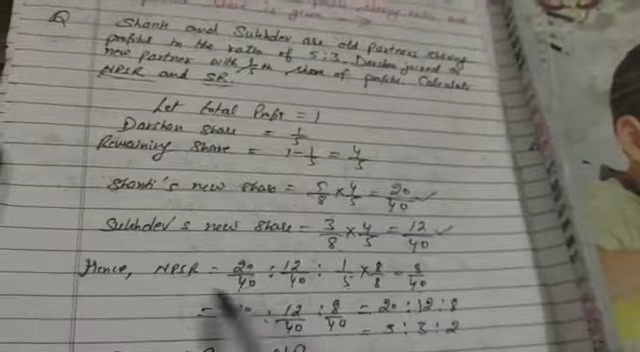 Q Shanti and Sukhdev are old partners sharing
profits in the ratio of 5:3. Darshan joined as
new partner with 1/5th share of profits. Calculate
NPSR and SR.
Let total Profit = 1
Darshan share = 1/5
Remaining share = 1-1/5 = 4/5
Shanti's new share = 5/8 × 4/5 = 20/40 ✓
Sukhdev's new share = 3/8 × 4/5 = 12/40 ✓
Hence, NPSR = 20/40 : 12/40 : 1/5 × 8/8 = 8/40
= : 12/40 : 8/40 = 20:12:8
= 5:3:2